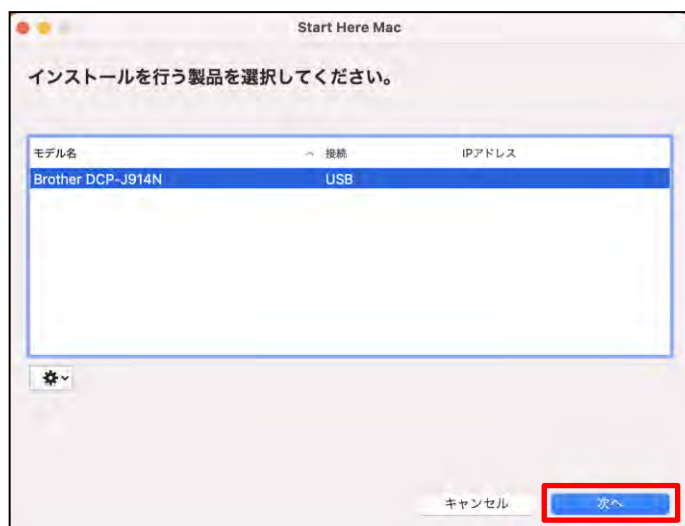 Start Here Mac
インストールを行う製品を選択してください。
モデル名 接続 IPアドレス
Brother DCP-J914N USB
キャンセル 次へ